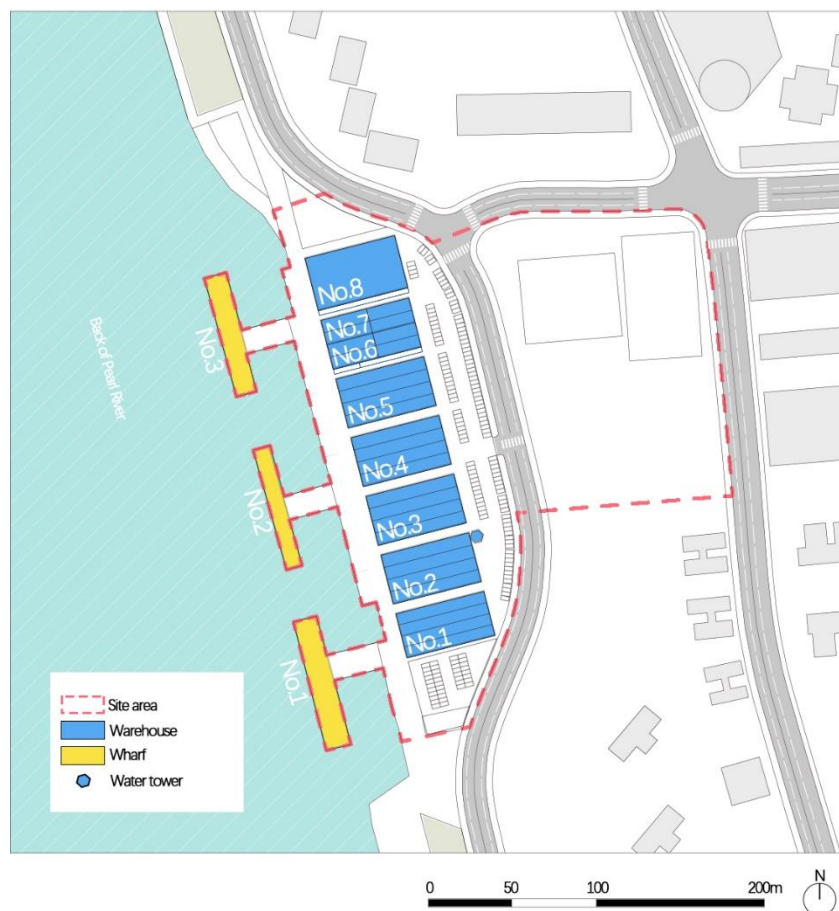 No.8
No.7
No.6
No.5
No.4
No.3
No.2
No.1
No.3
No.2
No.1
Back of Pearl River
Site area
Warehouse
Wharf
Water tower
0 50 100 200m
N